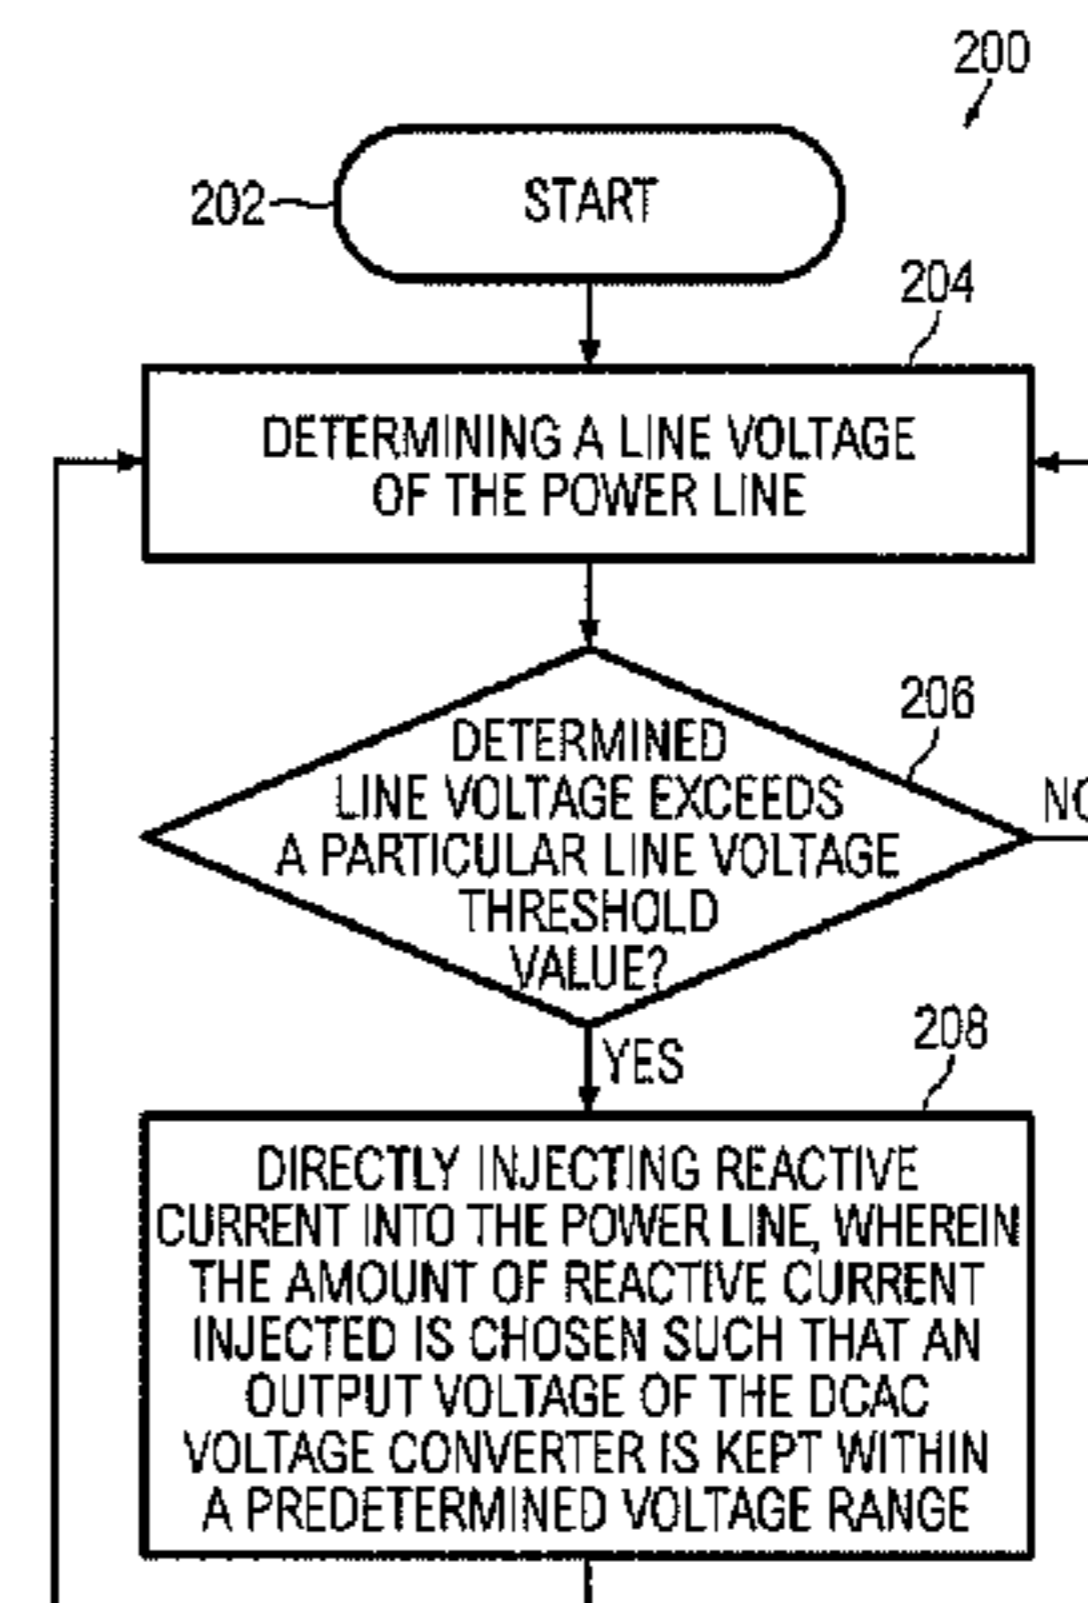 200
202
START
204
DETERMINING A LINE VOLTAGE
OF THE POWER LINE
206
DETERMINED
LINE VOLTAGE EXCEEDS
A PARTICULAR LINE VOLTAGE
THRESHOLD
VALUE?
NO
YES
208
DIRECTLY INJECTING REACTIVE
CURRENT INTO THE POWER LINE, WHEREIN
THE AMOUNT OF REACTIVE CURRENT
INJECTED IS CHOSEN SUCH THAT AN
OUTPUT VOLTAGE OF THE DCAC
VOLTAGE CONVERTER IS KEPT WITHIN
A PREDETERMINED VOLTAGE RANGE